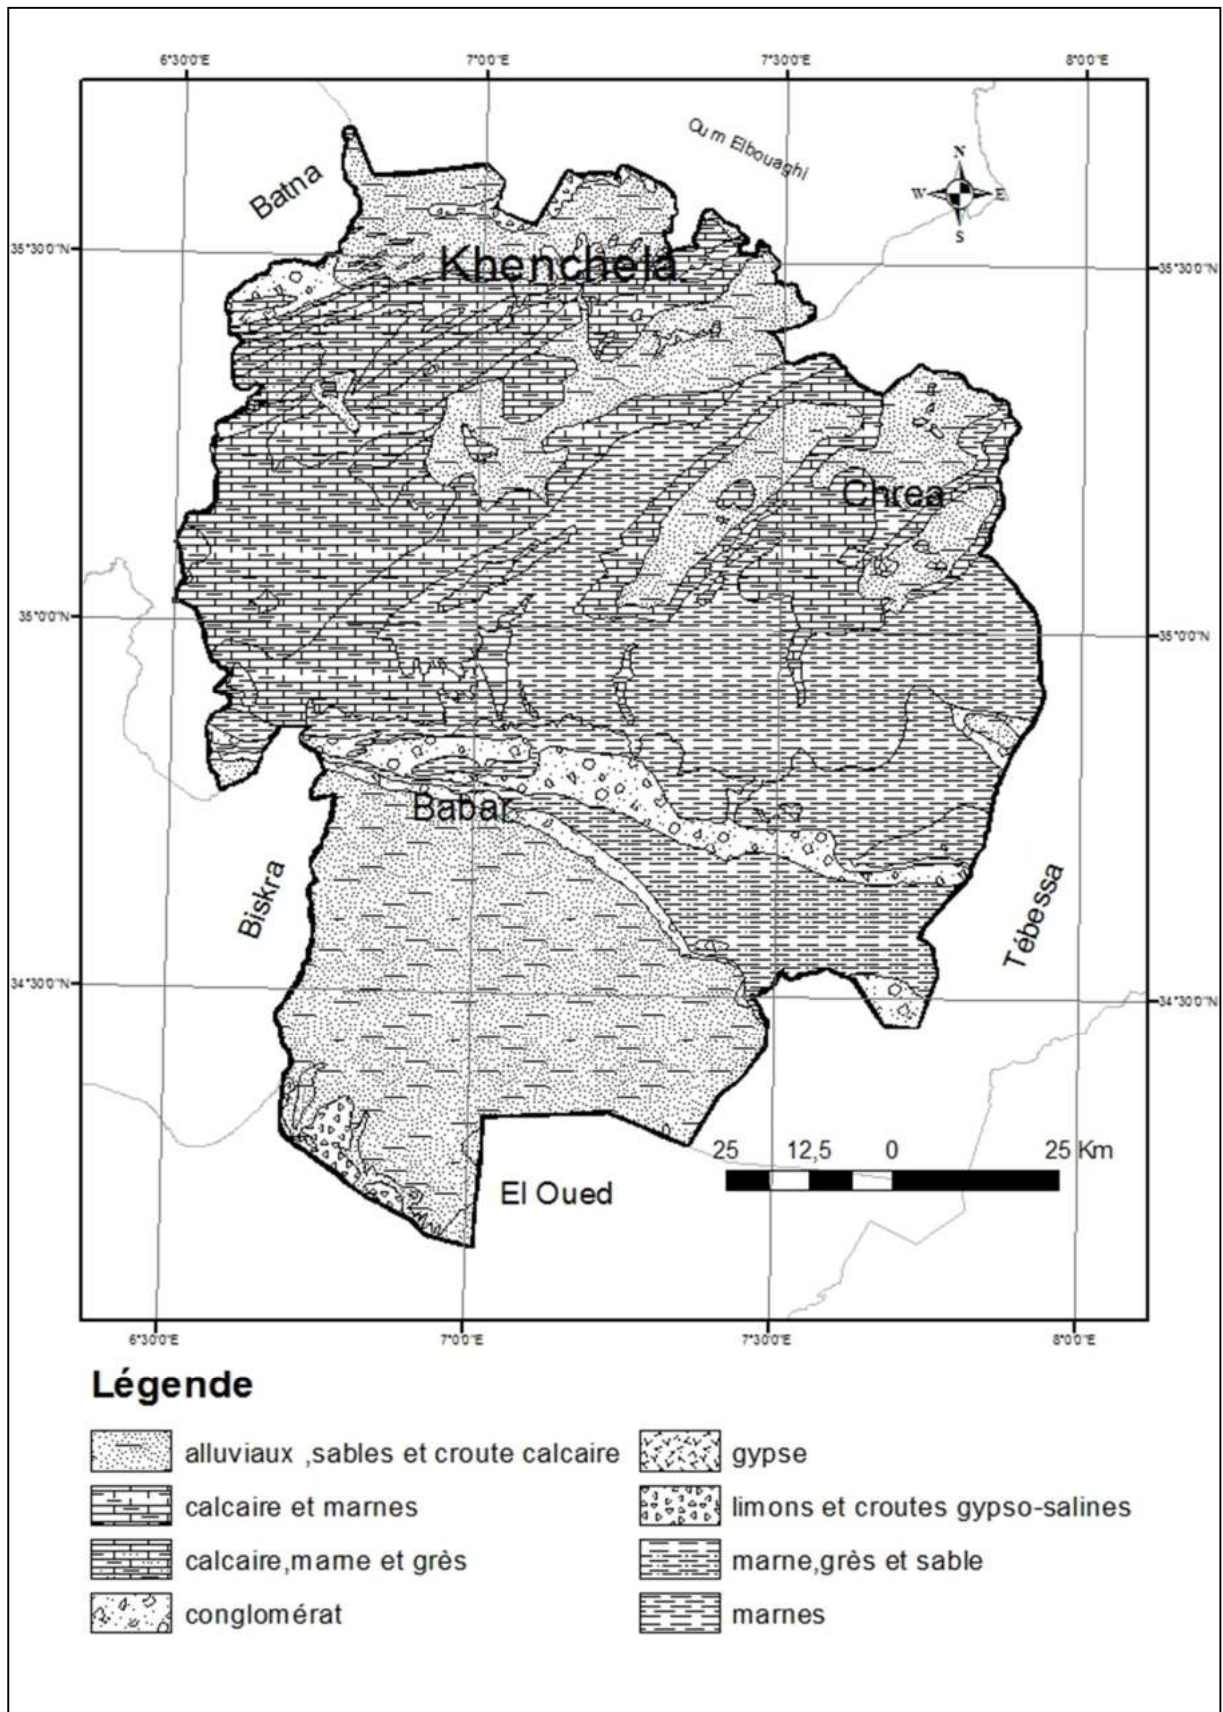 6°30'0"E 7°0'0"E 7°30'0"E 8°0'0"E
Oum Elbouaghi
N
W E
S
Batna
35°30'0"N 35°30'0"N
Khenchela
Chrea
35°0'0"N 35°0'0"N
Babar
Biskra
Tébessa
34°30'0"N 34°30'0"N
25 12,5 0 25 Km
El Oued
6°30'0"E 7°0'0"E 7°30'0"E 8°0'0"E
Légende
alluviaux ,sables et croute calcaire
calcaire et marnes
calcaire,marne et grès
conglomérat
gypse
limons et croutes gypso-salines
marne,grès et sable
marnes